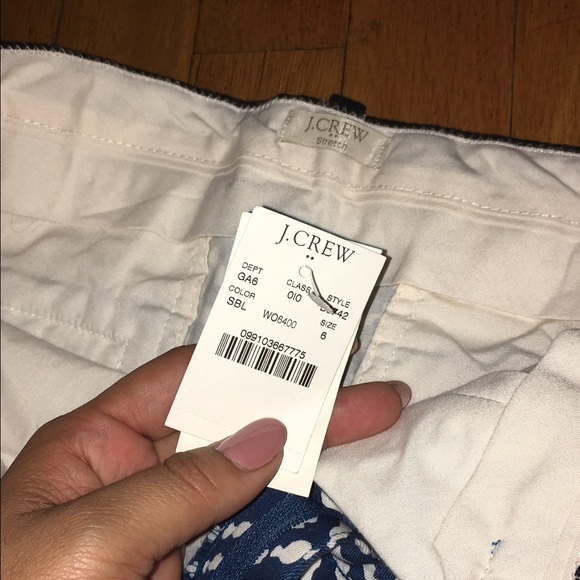 J.CREW
Stretch
J.CREW
DEPT CLASS STYLE
GA6 010
COLOR SIZE
SBL WO6400 6
099103667775